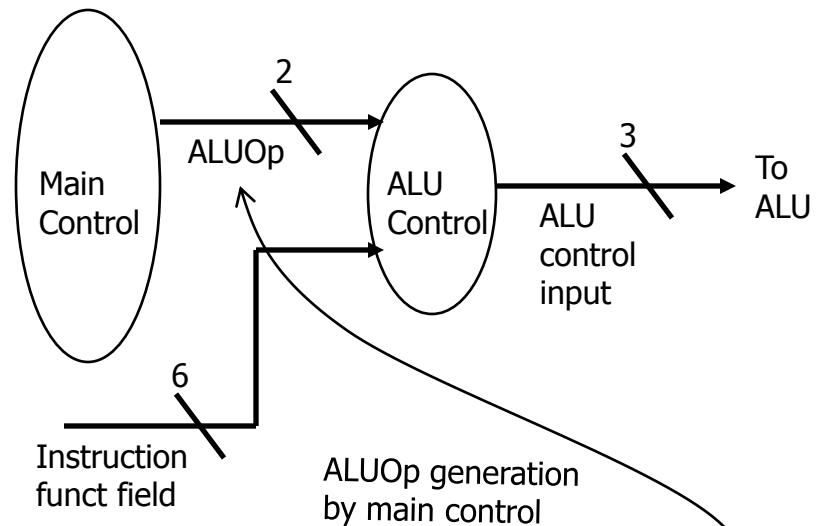 2
ALUOp
Main
Control
ALU
Control
3
To
ALU
ALU
control
input
6
Instruction
funct field
ALUOp generation
by main control